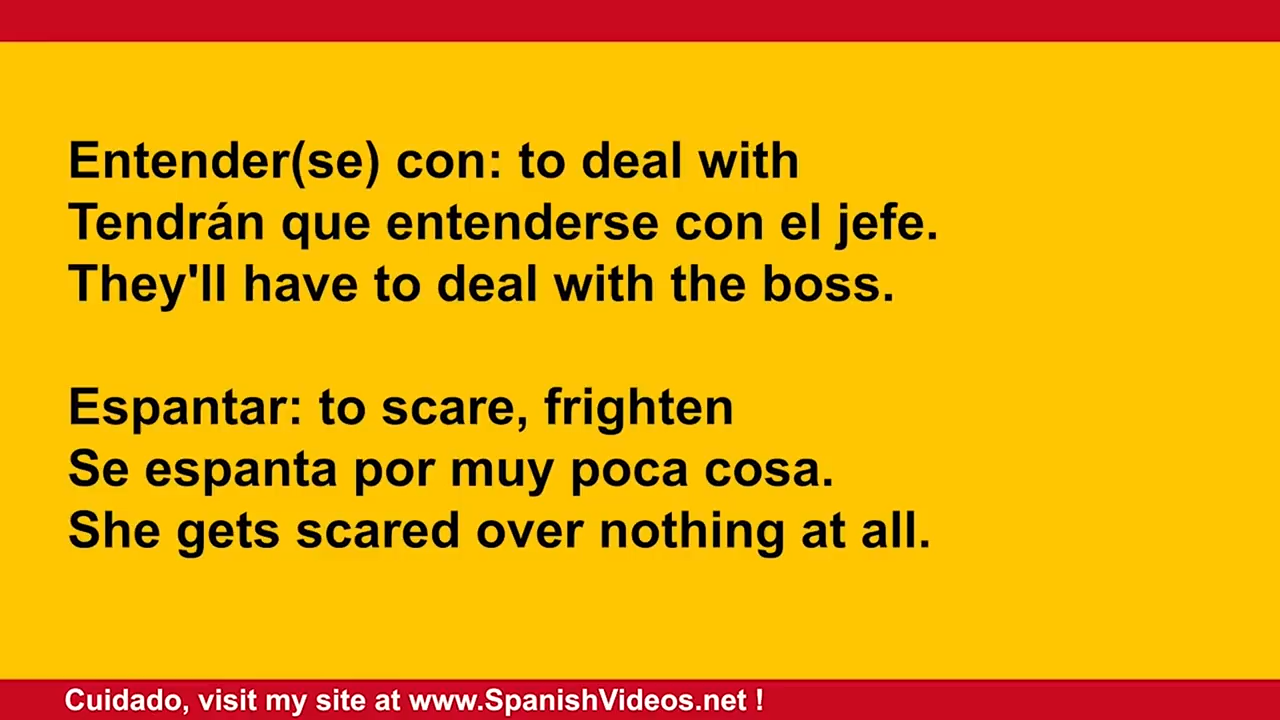 Entender(se) con: to deal with
Tendrán que entenderse con el jefe.
They'll have to deal with the boss.
Espantar: to scare, frighten
Se espanta por muy poca cosa.
She gets scared over nothing at all.
Cuidado, visit my site at www.SpanishVideos.net !